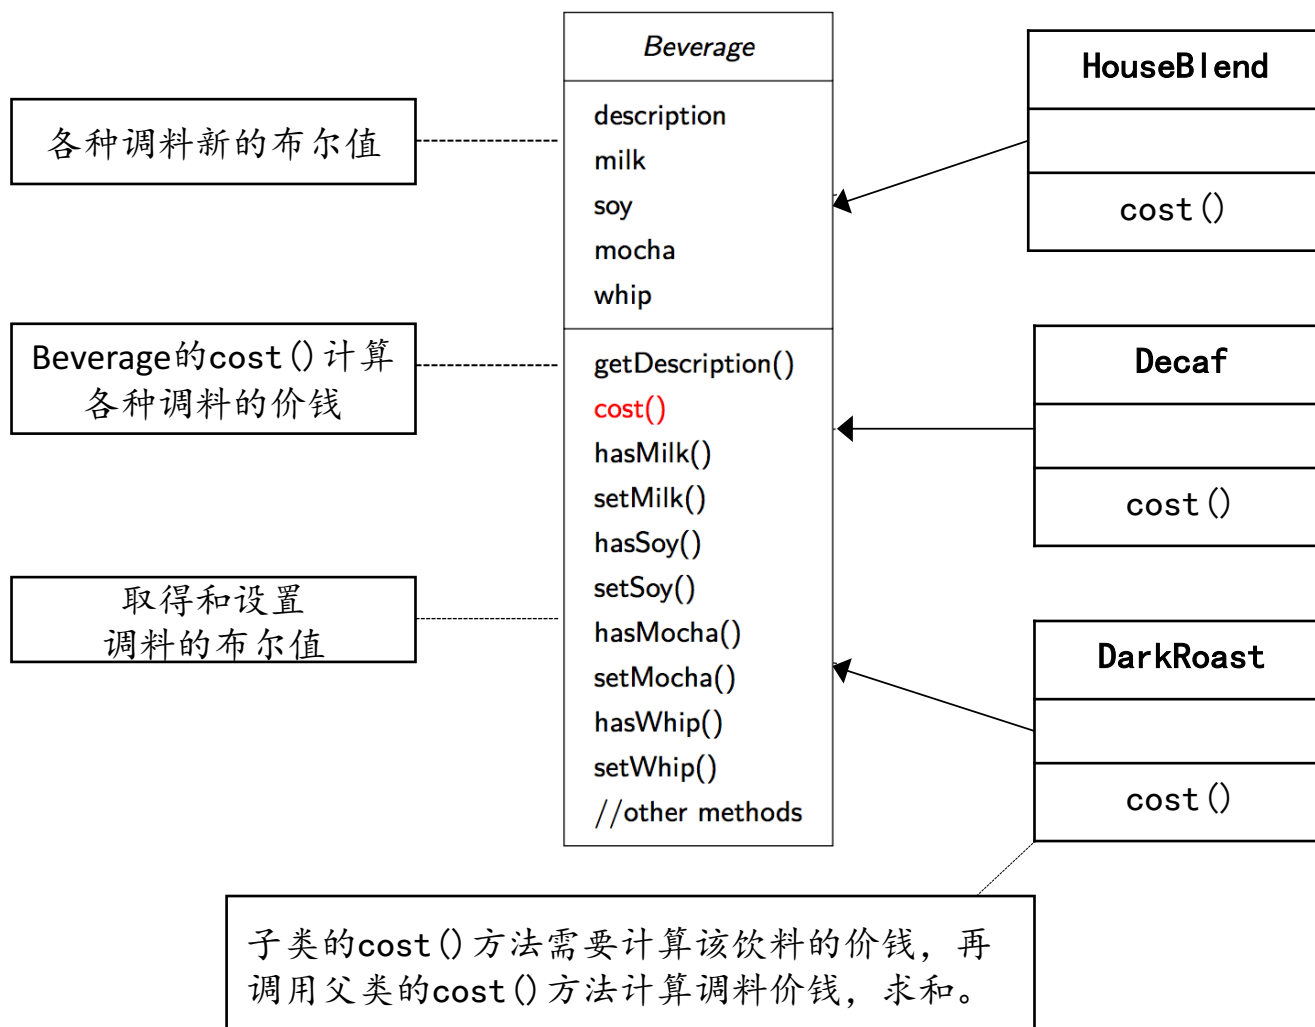 Beverage
description
milk
soy
mocha
whip
getDescription()
cost()
hasMilk()
setMilk()
hasSoy()
setSoy()
hasMocha()
setMocha()
hasWhip()
setWhip()
//other methods
各种调料新的布尔值
Beverage的cost()计算
各种调料的价钱
取得和设置
调料的布尔值
HouseBlend
cost()
Decaf
cost()
DarkRoast
cost()
子类的cost()方法需要计算该饮料的价钱，再
调用父类的cost()方法计算调料价钱，求和。